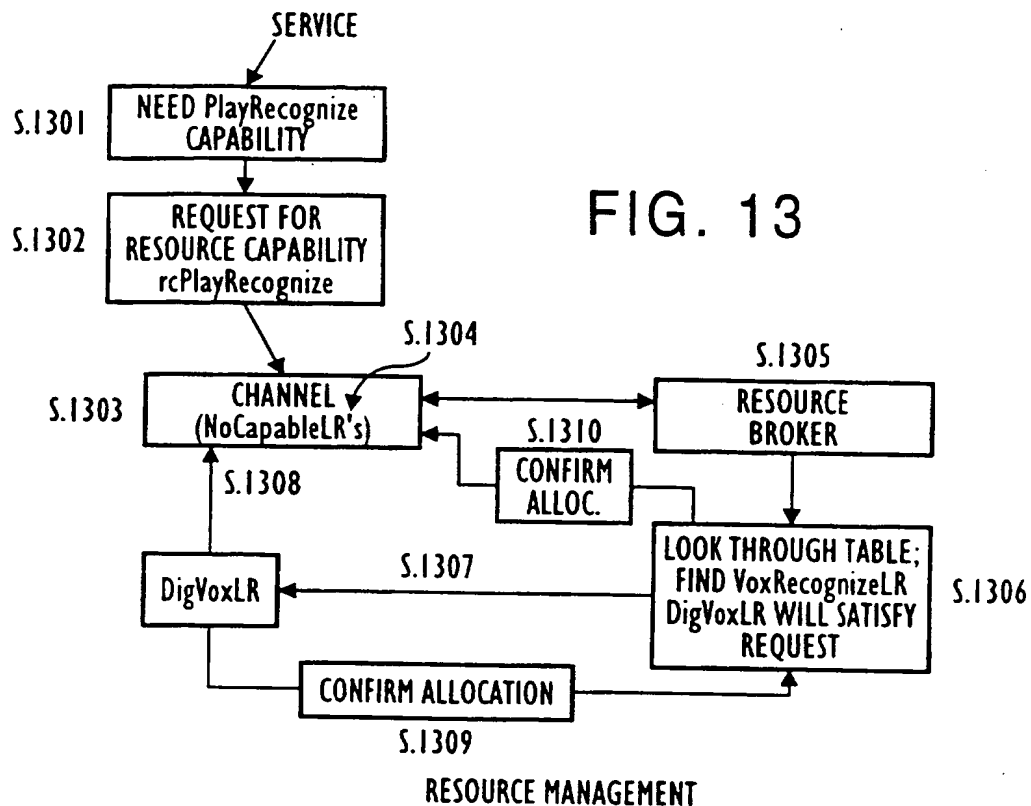 SERVICE
S.1301
NEED PlayRecognize
CAPABILITY
S.1302
REQUEST FOR
RESOURCE CAPABILITY
rcPlayRecognize
FIG. 13
S.1304
S.1303
CHANNEL
(NoCapableLR's)
S.1305
RESOURCE
BROKER
S.1310
CONFIRM
ALLOC.
S.1308
DigVoxLR
S.1307
LOOK THROUGH TABLE;
FIND VoxRecognizeLR
DigVoxLR WILL SATISFY
REQUEST
S.1306
CONFIRM ALLOCATION
S.1309
RESOURCE MANAGEMENT